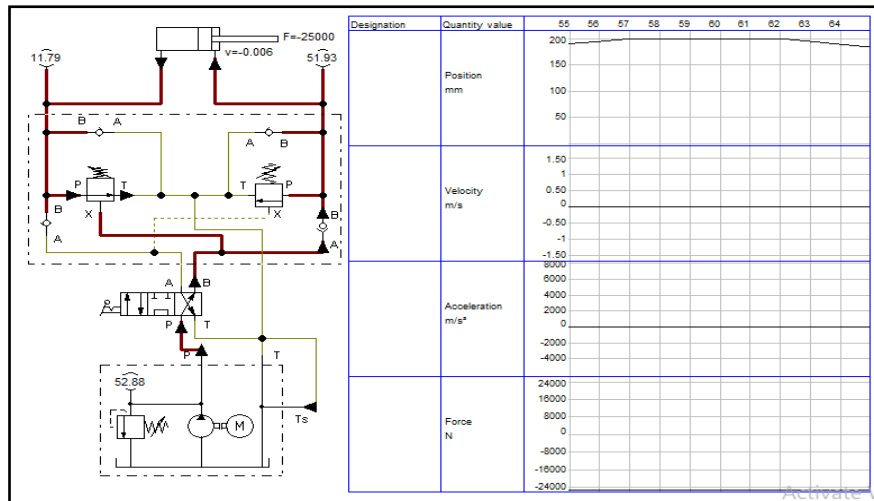 F=-25000
v=-0.006
11.79
51.93
B
A
A
B
P
T
T
P
X
X
B
A
B
A
A
B
P
T
P
T
52.88
M
Ts
Designation
Quantity value
55 56 57 58 59 60 61 62 63 64
Position
mm
200
150
100
50
Velocity
m/s
1.50
1
0.50
0
-0.50
-1
-1.50
Acceleration
m/s²
8000
6000
4000
2000
0
-2000
-4000
Force
N
24000
16000
8000
0
-8000
-16000
-24000
Activate